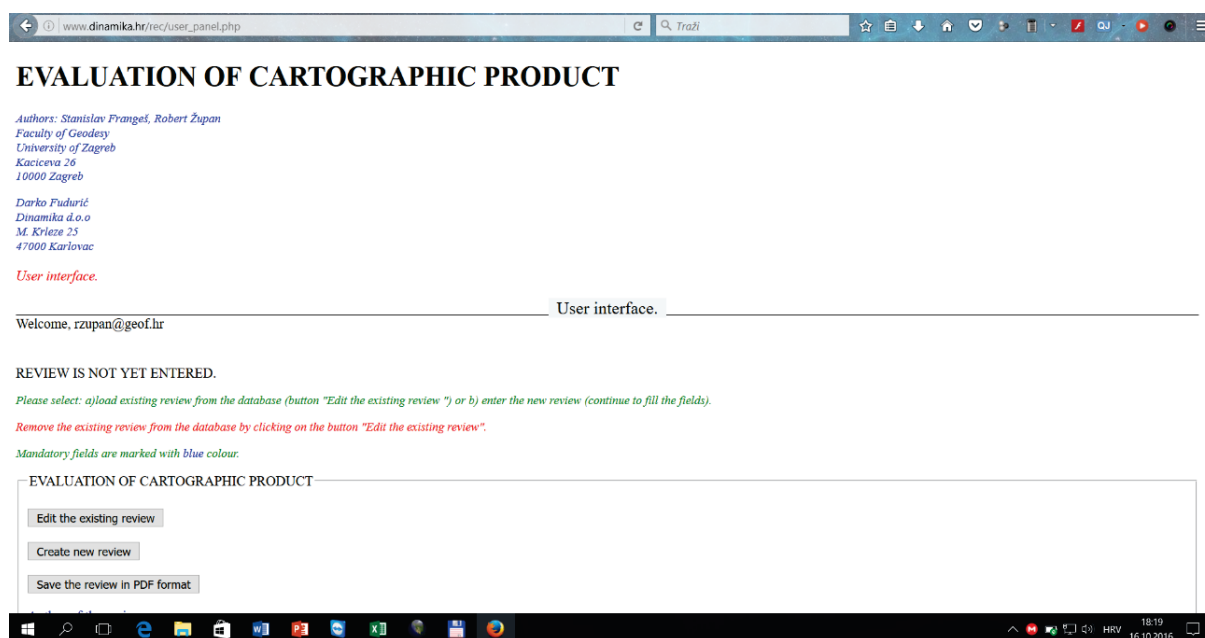 www.dinamika.hr/rec/user_panel.php
Traži
QJ
EVALUATION OF CARTOGRAPHIC PRODUCT
Authors: Stanislav Frangeš, Robert Župan
Faculty of Geodesy
University of Zagreb
Kaciceva 26
10000 Zagreb
Darko Fudurić
Dinamika d.o.o
M. Krleze 25
47000 Karlovac
User interface.
User interface.
Welcome, rzupan@geof.hr
REVIEW IS NOT YET ENTERED.
Please select: a)load existing review from the database (button "Edit the existing review ") or b) enter the new review (continue to fill the fields).
Remove the existing review from the database by clicking on the button "Edit the existing review".
Mandatory fields are marked with blue colour.
EVALUATION OF CARTOGRAPHIC PRODUCT
Edit the existing review
Create new review
Save the review in PDF format
HRV
18:19
16.10.2016